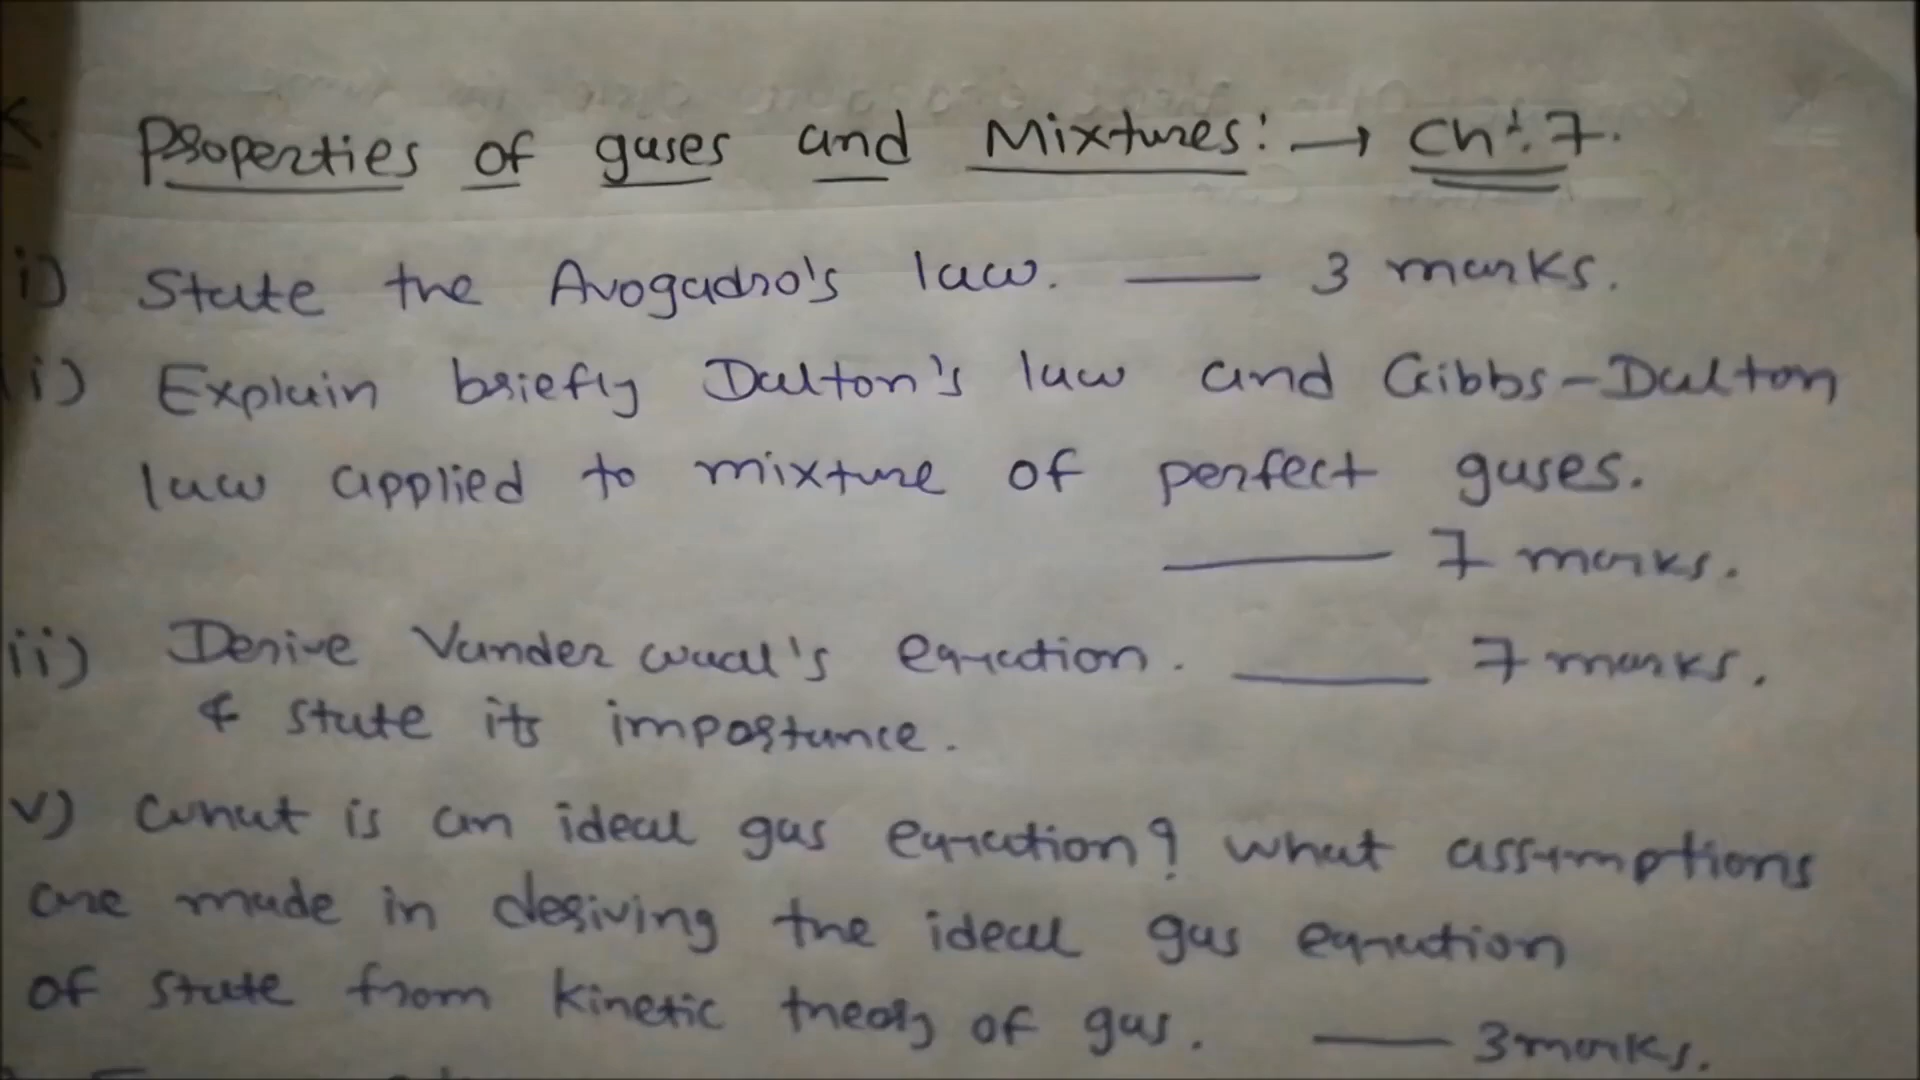 Properties of gases and Mixtures:→ Ch:7.
i) State the Avogadro's law. — 3 marks.
i) Explain briefly Dalton's law and Gibbs-Dalton
law applied to mixture of perfect gases.
— 7 marks.
ii) Derive Vander waal's equation. — 7 marks.
& state its importance.
v) What is an ideal gas equation? What assumptions
are made in deriving the ideal gas equation
of state from kinetic theory of gas. — 3 marks.